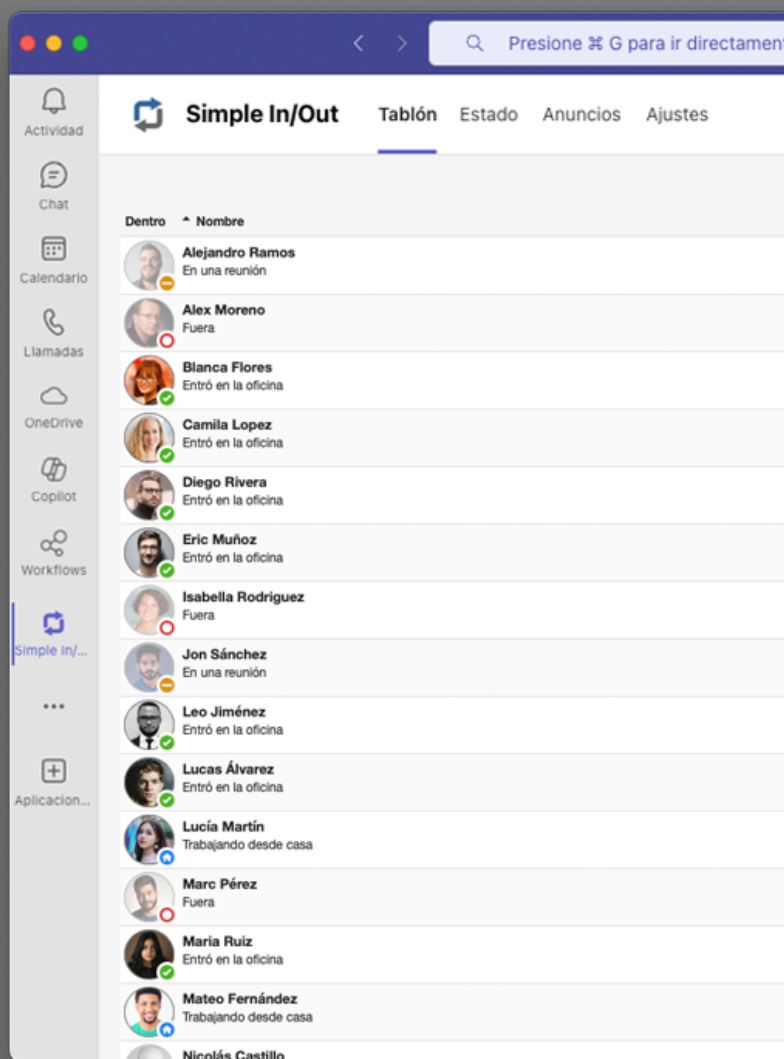 Presione ⌘ G para ir directamen
Simple In/Out
Tablón
Estado
Anuncios
Ajustes
Actividad
Chat
Calendario
Llamadas
OneDrive
Copilot
Workflows
Simple In/...
Aplicacion...
Dentro
Nombre
Alejandro Ramos
En una reunión
Alex Moreno
Fuera
Blanca Flores
Entró en la oficina
Camila Lopez
Entró en la oficina
Diego Rivera
Entró en la oficina
Eric Muñoz
Entró en la oficina
Isabella Rodriguez
Fuera
Jon Sánchez
En una reunión
Leo Jiménez
Entró en la oficina
Lucas Álvarez
Entró en la oficina
Lucía Martín
Trabajando desde casa
Marc Pérez
Fuera
Maria Ruiz
Entró en la oficina
Mateo Fernández
Trabajando desde casa
Nicolás Castillo